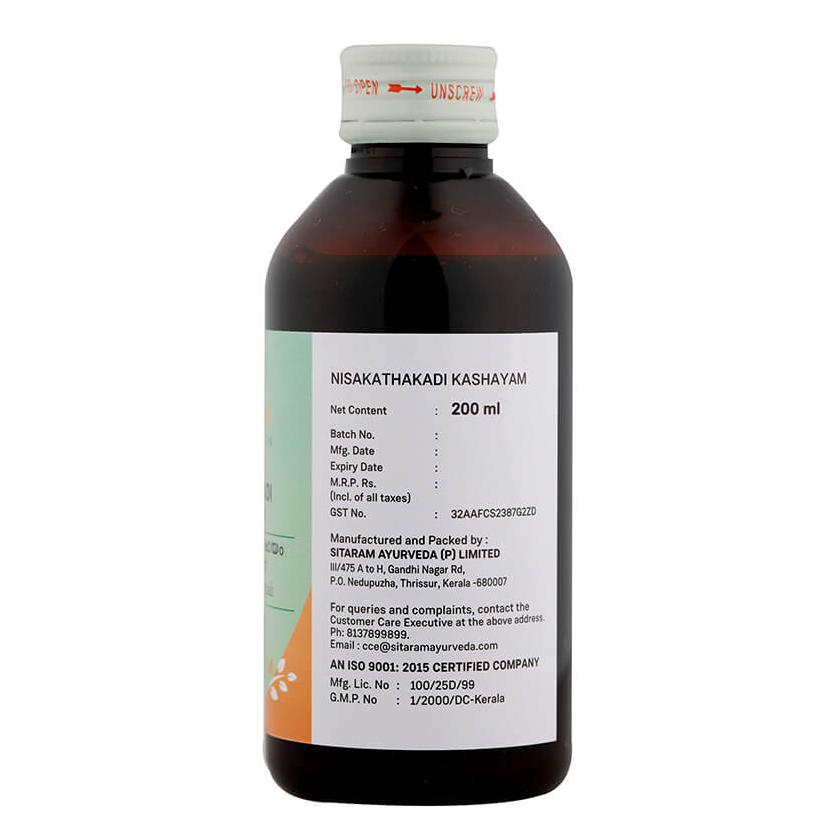 OPEN UNSCREW
NISAKATHAKADI KASHAYAM
Net Content : 200 ml
Batch No. :
Mfg. Date :
Expiry Date :
M.R.P. Rs. :
(Incl. of all taxes)
GST No. : 32AAFCS2387G2ZD
Manufactured and Packed by :
SITARAM AYURVEDA (P) LIMITED
III/475 A to H, Gandhi Nagar Rd,
P.O. Nedupuzha, Thrissur, Kerala -680007
For queries and complaints, contact the
Customer Care Executive at the above address.
Ph: 8137899899.
Email : cce@sitaramayurveda.com
AN ISO 9001: 2015 CERTIFIED COMPANY
Mfg. Lic. No : 100/25D/99
G.M.P. No : 1/2000/DC-Kerala